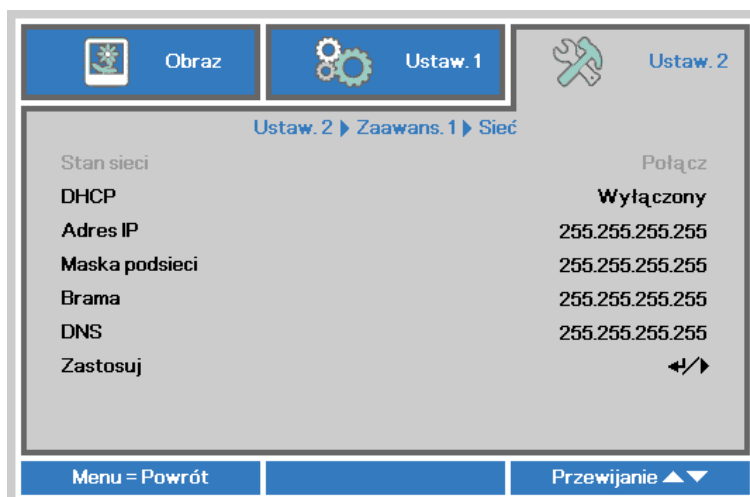 Obraz
Ustaw. 1
Ustaw. 2
Ustaw. 2 Zaawans. 1 Sieć
Stan sieci Połącz
DHCP Wyłączony
Adres IP 255.255.255.255
Maska podsieci 255.255.255.255
Brama 255.255.255.255
DNS 255.255.255.255
Zastosuj
Menu = Powrót Przewijanie